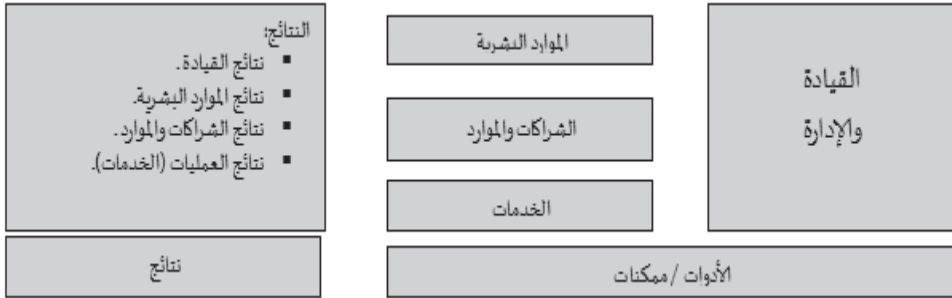 القيادة
والإدارة
الموارد البشرية
الشراكات والموارد
الخدمات
النتائج:
▪ نتائج القيادة.
▪ نتائج الموارد البشرية.
▪ نتائج الشراكات والموارد.
▪ نتائج العمليات (الخدمات).
الأدوات / ممكنات
نتائج